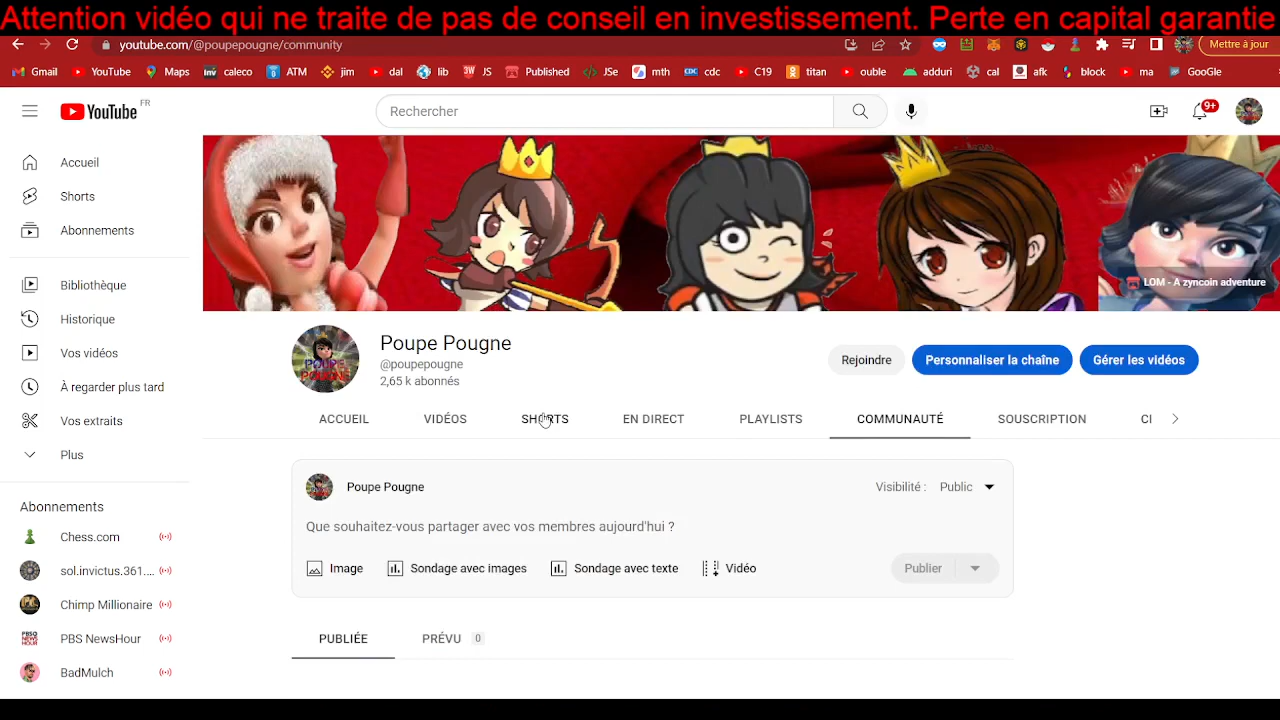 Attention vidéo qui ne traite de pas de conseil en investissement. Perte en capital garantie
youtube.com/@poupepougne/community
Mettre à jour
Gmail YouTube Maps caleco ATM jim dal lib JS Published JSe mth cdc C19 titan ouble adduri cal afk block ma GooGle
YouTube FR
Rechercher
9+
Accueil
Shorts
Abonnements
Bibliothèque
Historique
Vos vidéos
À regarder plus tard
Vos extraits
Plus
Abonnements
Chess.com
sol.invictus.361....
Chimp Millionaire
PBS NewsHour
BadMulch
LOM - A zyncoin adventure
POUPE
POUGNE
Poupe Pougne
@poupepougne
2,65 k abonnés
Rejoindre
Personnaliser la chaîne
Gérer les vidéos
ACCUEIL VIDÉOS SHORTS EN DIRECT PLAYLISTS COMMUNAUTÉ SOUSCRIPTION CI
Poupe Pougne
Visibilité : Public
Que souhaitez-vous partager avec vos membres aujourd'hui ?
Image Sondage avec images Sondage avec texte Vidéo
Publier
PUBLIÉE PRÉVU 0